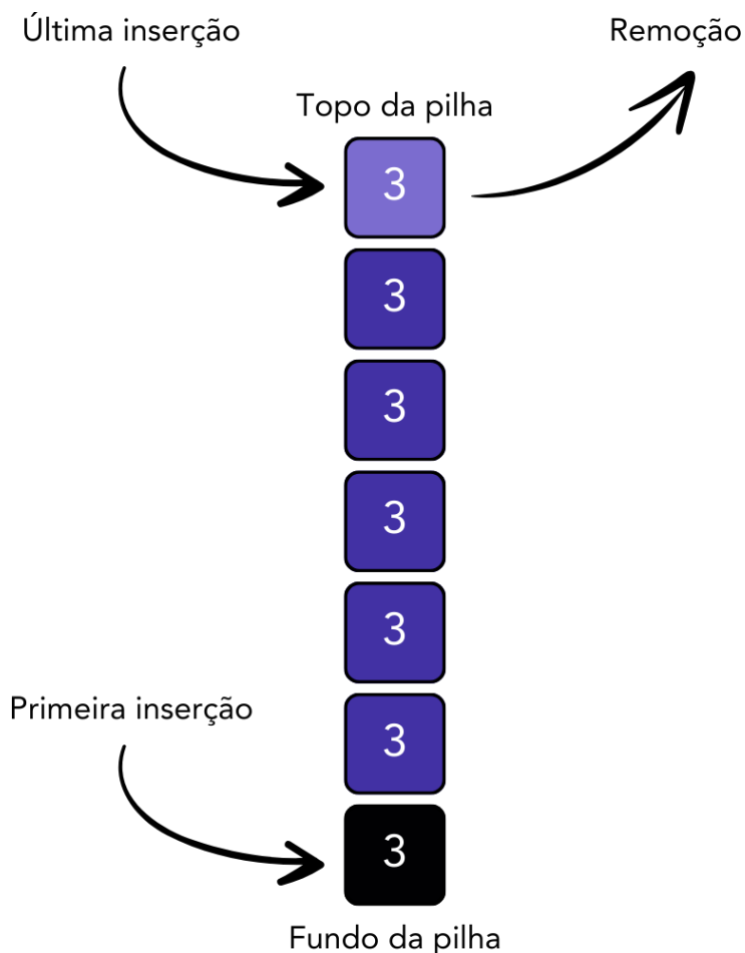 Última inserção
Remoção
Topo da pilha
3
3
3
3
3
Primeira inserção
3
3
Fundo da pilha